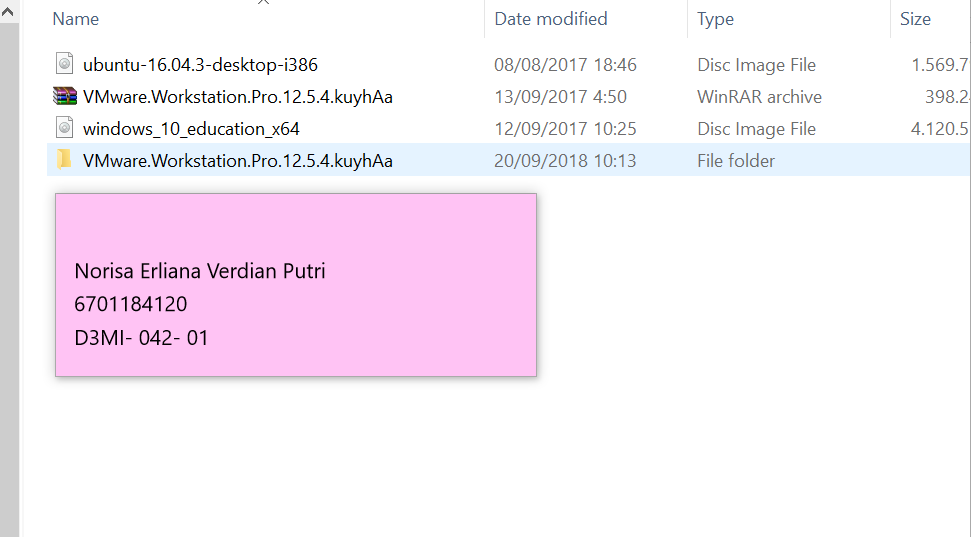 Name Date modified Type Size
ubuntu-16.04.3-desktop-i386 08/08/2017 18:46 Disc Image File 1.569.7
VMware.Workstation.Pro.12.5.4.kuyhAa 13/09/2017 4:50 WinRAR archive 398.2
windows_10_education_x64 12/09/2017 10:25 Disc Image File 4.120.5
VMware.Workstation.Pro.12.5.4.kuyhAa 20/09/2018 10:13 File folder
Norisa Erliana Verdian Putri
6701184120
D3MI- 042- 01